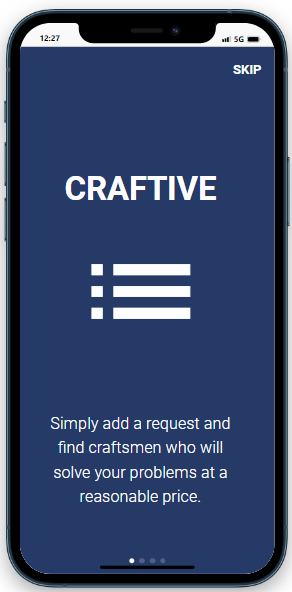 12:27
5G
SKIP
CRAFTIVE
Simply add a request and
find craftsmen who will
solve your problems at a
reasonable price.